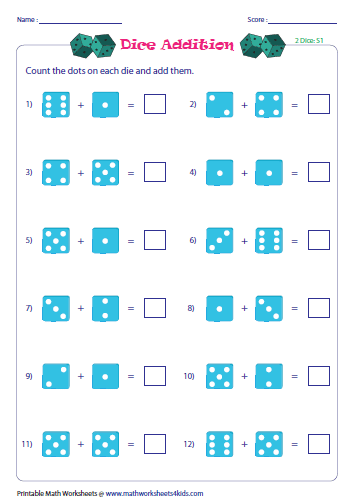 Name : Score :
Dice Addition
2 Dice: S1
Count the dots on each die and add them.
1) + = 2) + =
3) + = 4) + =
5) + = 6) + =
7) + = 8) + =
9) + = 10) + =
11) + = 12) + =
Printable Math Worksheets @ www.mathworksheets4kids.com